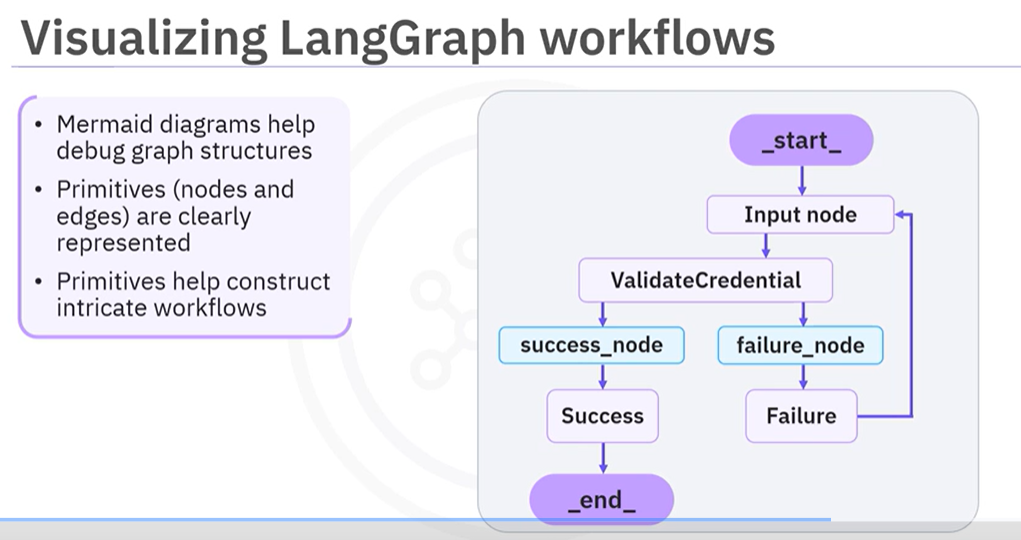 Visualizing LangGraph workflows
• Mermaid diagrams help
debug graph structures
• Primitives (nodes and
edges) are clearly
represented
• Primitives help construct
intricate workflows
_start_
Input node
ValidateCredential
success_node
failure_node
Success
Failure
_end_